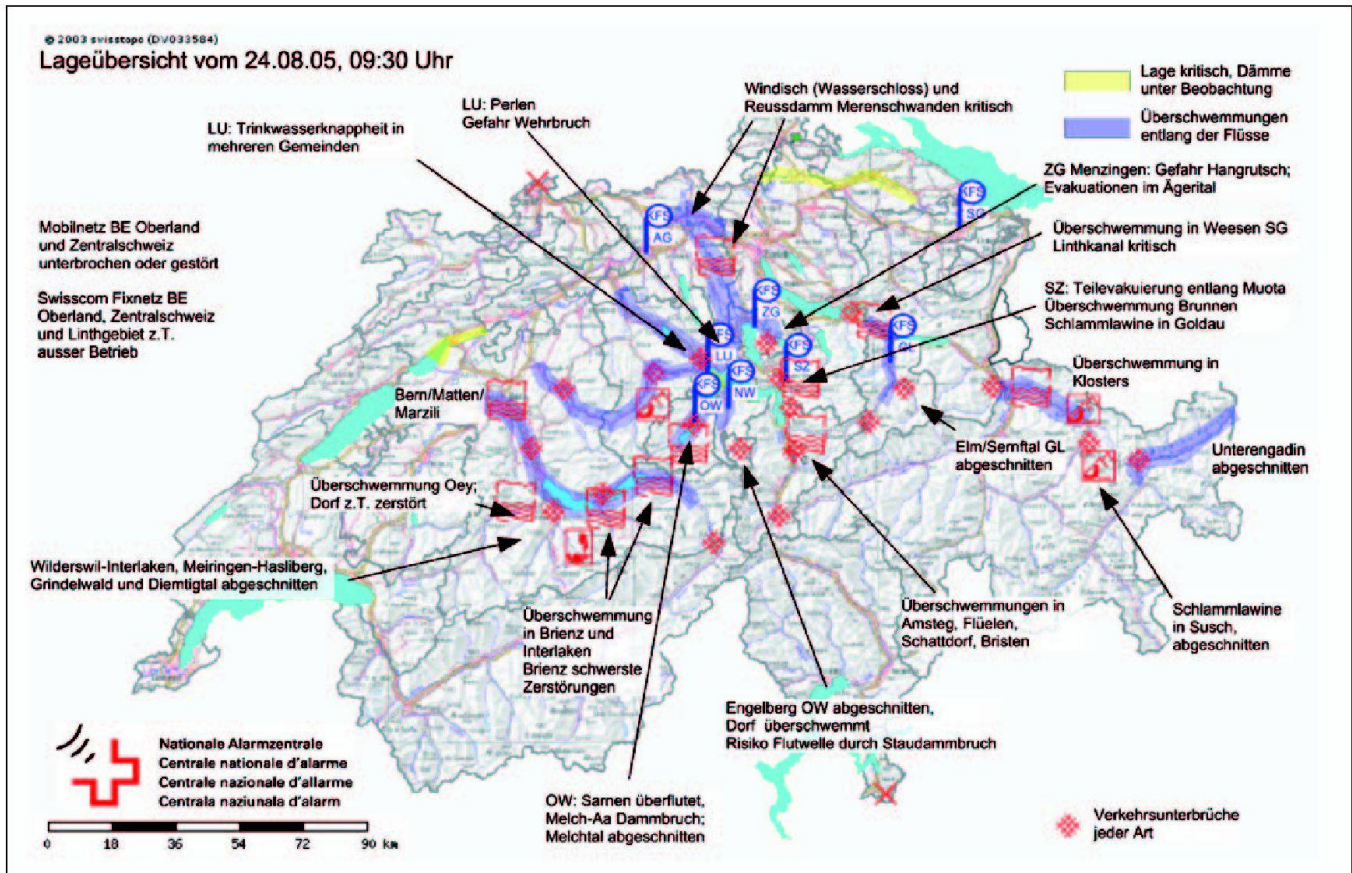 © 2003 swisstopo (DV033584)
Lageübersicht vom 24.08.05, 09:30 Uhr
Lage kritisch, Dämme
unter Beobachtung
Überschwemmungen
entlang der Flüsse
Windisch (Wasserschloss) und
Reussdamm Merenschwanden kritisch
LU: Perlen
Gefahr Wehrbruch
LU: Trinkwasserknappheit in
mehreren Gemeinden
ZG Menzingen: Gefahr Hangrutsch;
Evakuationen im Ägerital
Mobilnetz BE Oberland
und Zentralschweiz
unterbrochen oder gestört
Überschwemmung in Weesen SG
Linthkanal kritisch
Swisscom Fixnetz BE
Oberland, Zentralschweiz
und Linthgebiet z.T.
ausser Betrieb
SZ: Teilevakuierung entlang Muota
Überschwemmung Brunnen
Schlammlawine in Goldau
KFS
AG
KFS
SG
KFS
ZG
KFS
LU
KFS
SZ
KFS
GL
KFS
OW
KFS
NW
Überschwemmung in
Klosters
Bern/Matten/
Marzili
Elm/Sernftal GL
abgeschnitten
Unterengadin
abgeschnitten
Überschwemmung Oey;
Dorf z.T. zerstört
Wilderswil-Interlaken, Meiringen-Hasliberg,
Grindelwald und Diemtigtal abgeschnitten
Überschwemmung
in Brienz und
Interlaken
Brienz schwerste
Zerstörungen
Überschwemmungen in
Amsteg, Flüelen,
Schattdorf, Bristen
Schlammlawine
in Susch,
abgeschnitten
Engelberg OW abgeschnitten,
Dorf überschwemmt
Risiko Flutwelle durch Staudammbruch
OW: Sarnen überflutet,
Melch-Aa Dammbruch;
Melchtal abgeschnitten
Nationale Alarmzentrale
Centrale nationale d'alarme
Centrale nazionale d'allarme
Centrala naziunala d'alarm
0 18 36 54 72 90 km
Verkehrsunterbrüche
jeder Art